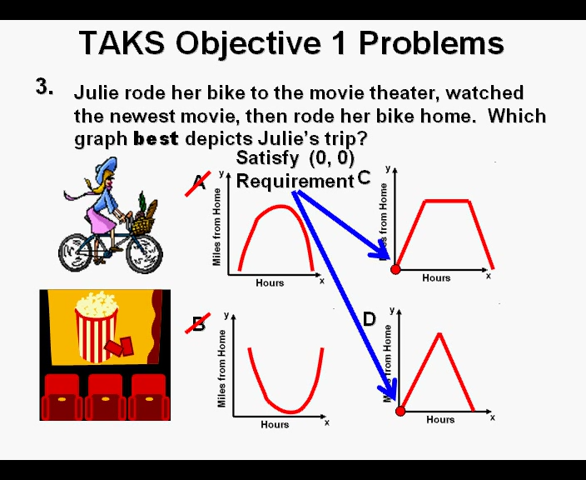 TAKS Objective 1 Problems
3. Julie rode her bike to the movie theater, watched
the newest movie, then rode her bike home. Which
graph best depicts Julie's trip?
Satisfy (0, 0)
Requirement
A
y
Miles from Home
Hours
x
C
y
Miles from Home
Hours
x
B
y
Miles from Home
Hours
x
D
y
Miles from Home
Hours
x